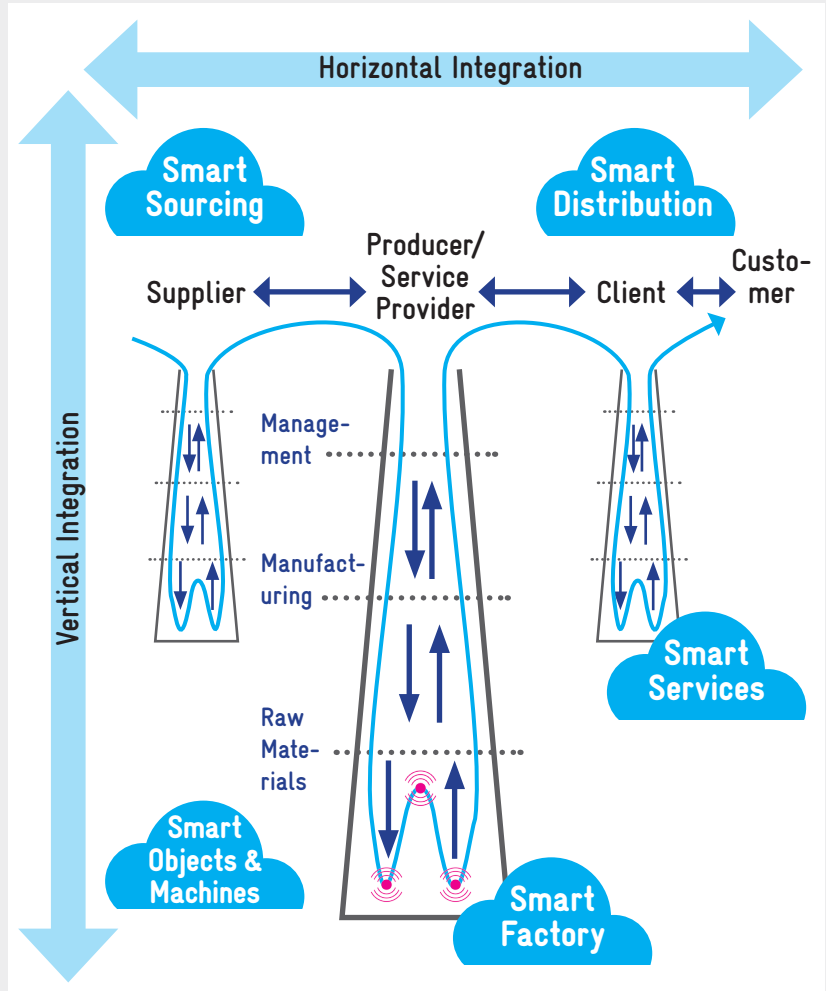 Horizontal Integration
Vertical Integration
Smart
Sourcing
Smart
Distribution
Supplier
Producer/
Service
Provider
Client
Custo-
mer
Manage-
ment
Manufact-
uring
Raw
Mate-
rials
Smart
Services
Smart
Objects &
Machines
Smart
Factory